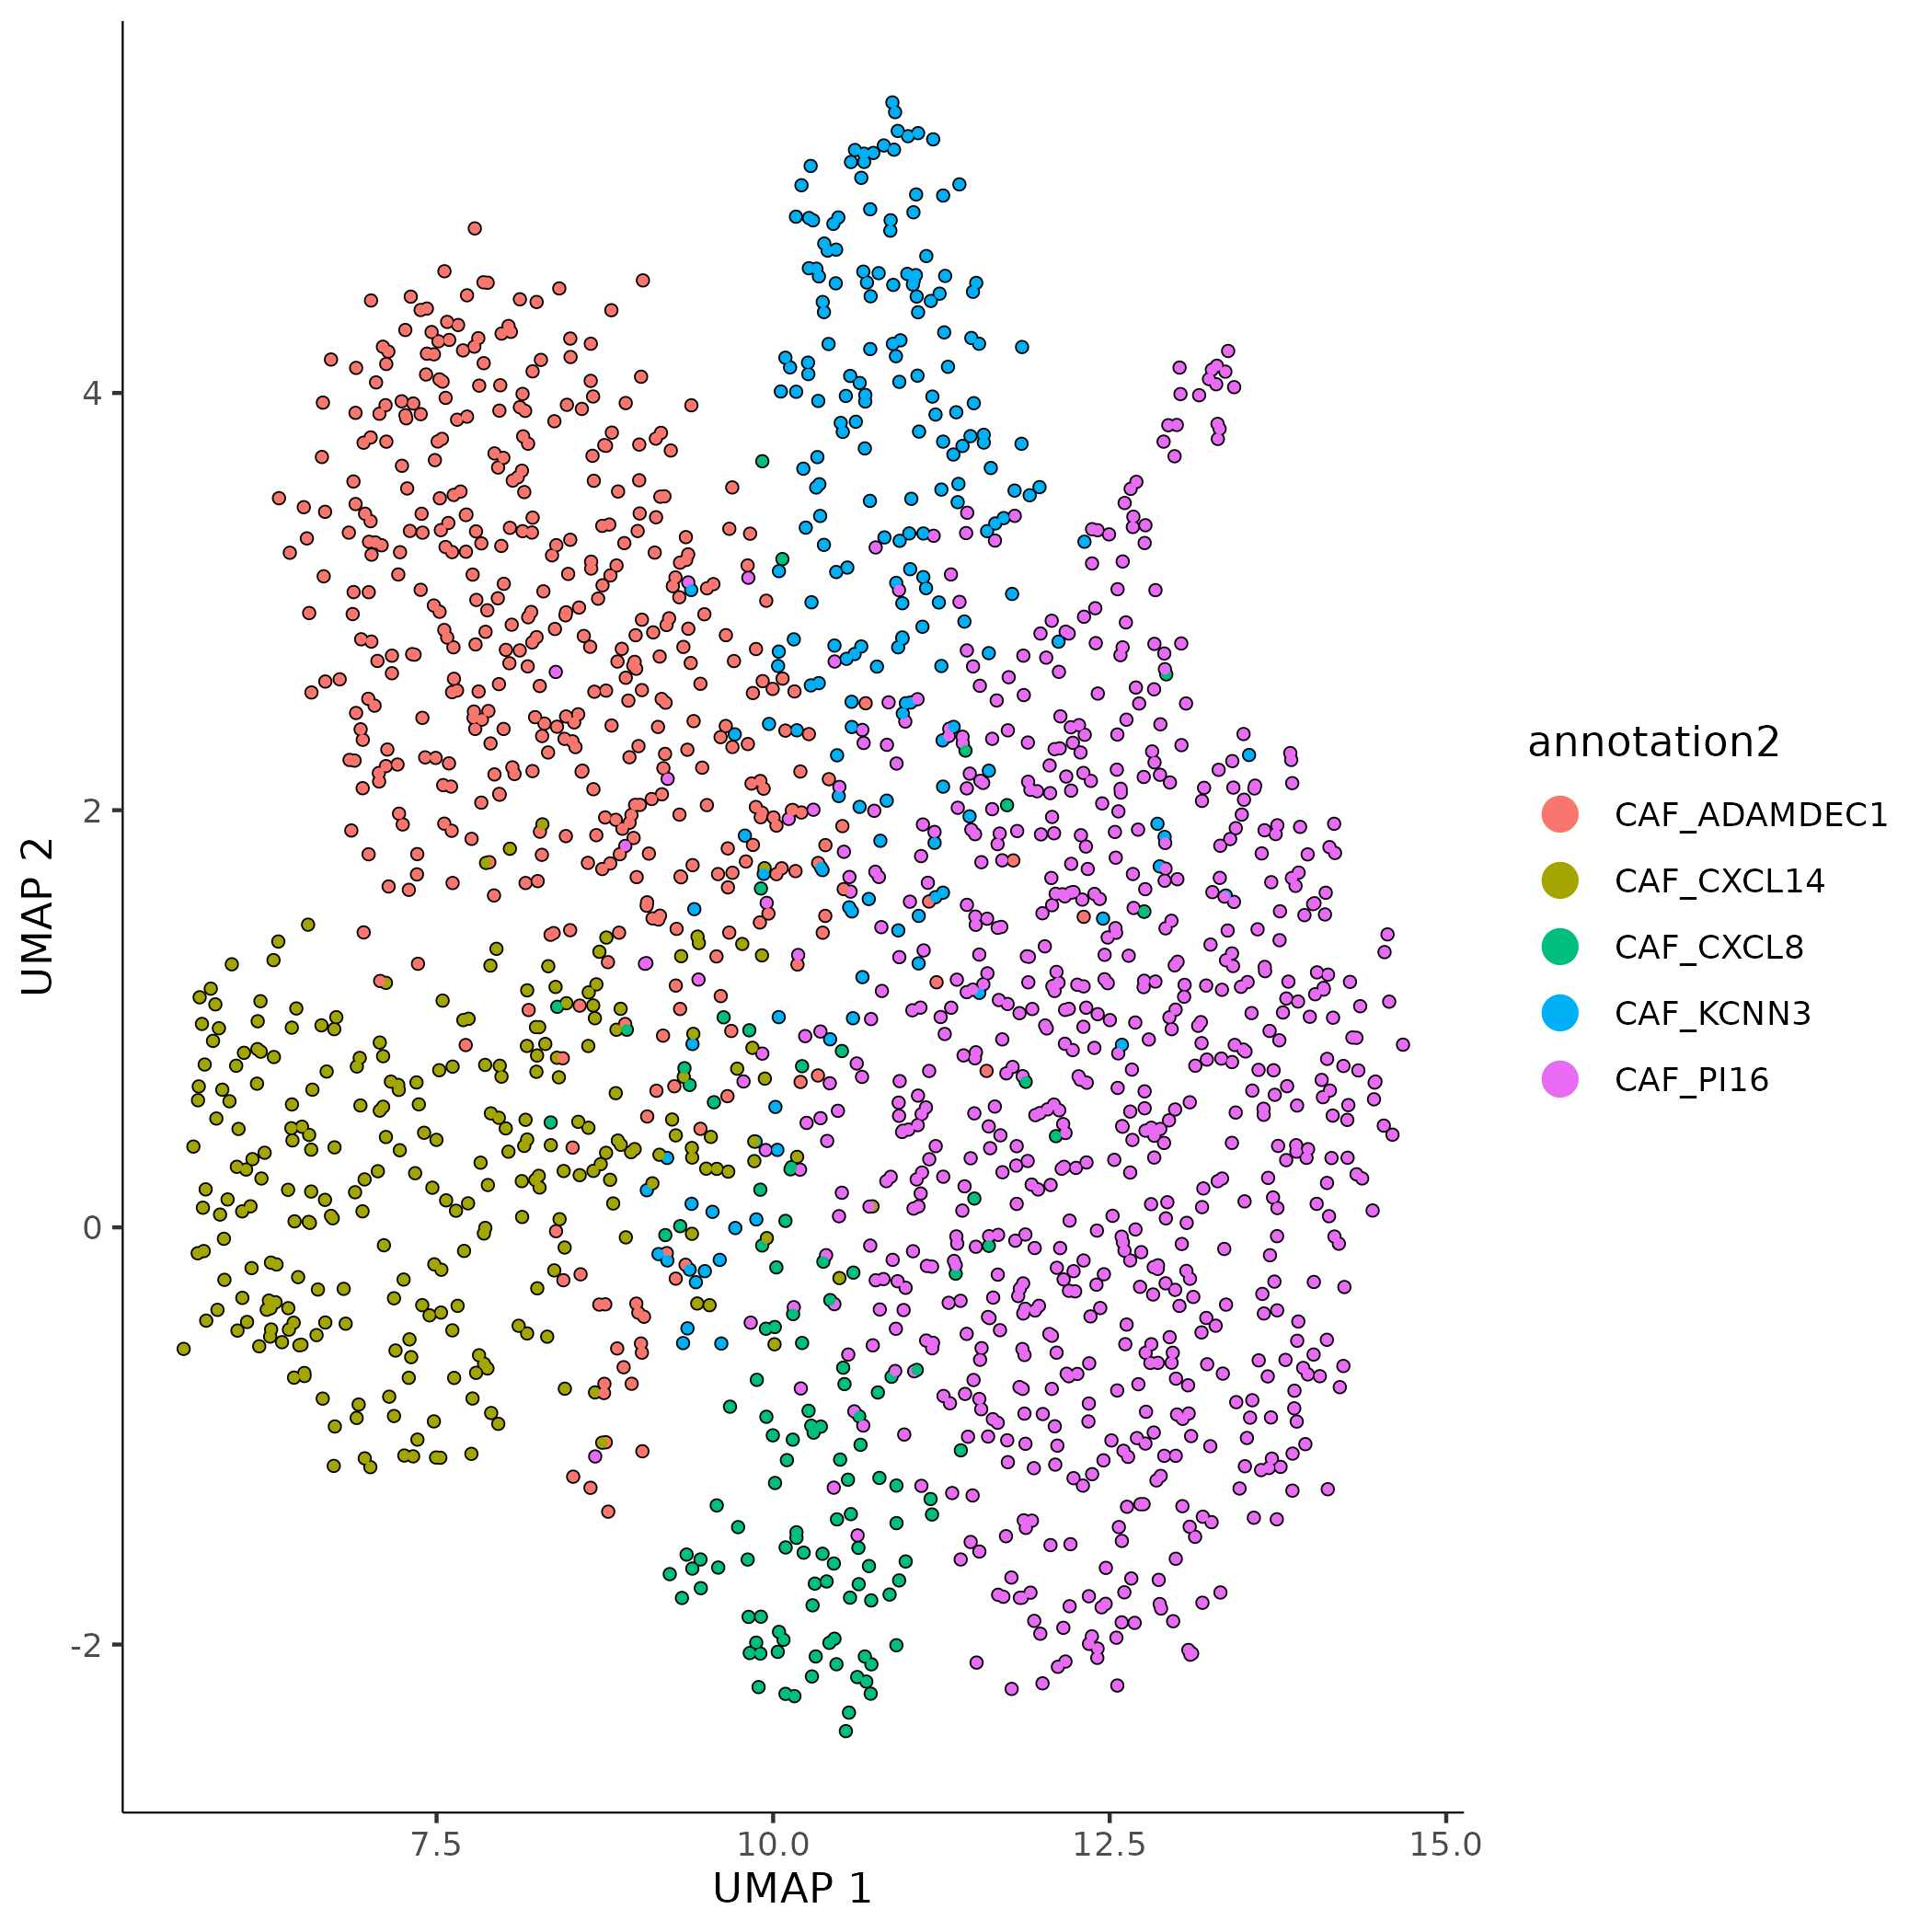 annotation2
CAF_ADAMDEC1
CAF_CXCL14
CAF_CXCL8
CAF_KCNN3
CAF_PI16
UMAP 2
4
2
0
-2
7.5
10.0
12.5
15.0
UMAP 1